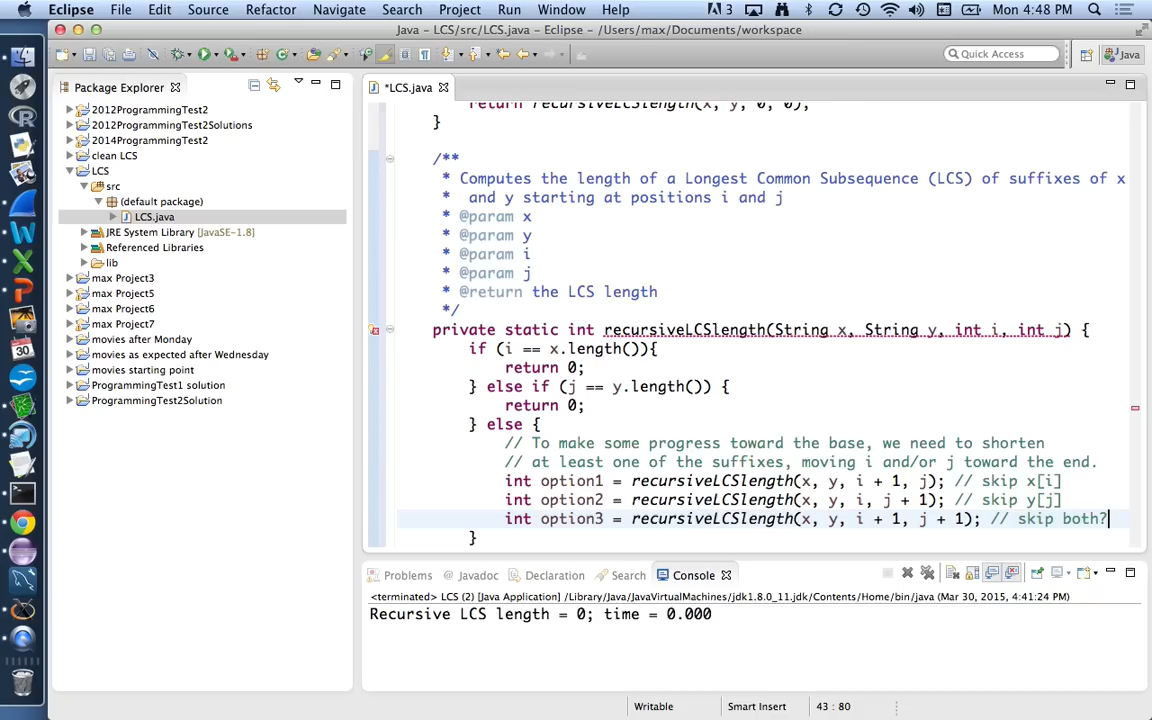 Eclipse File Edit Source Refactor Navigate Search Project Run Window Help 3 Mon 4:48 PM
Java - LCS/src/LCS.java - Eclipse - /Users/max/Documents/workspace
Quick Access
Java
Package Explorer
2012ProgrammingTest2
2012ProgrammingTest2Solutions
2014ProgrammingTest2
clean LCS
LCS
src
(default package)
LCS.java
JRE System Library [JavaSE-1.8]
Referenced Libraries
lib
max Project3
max Project5
max Project6
max Project7
movies after Monday
movies as expected after Wednesday
movies starting point
ProgrammingTest1 solution
ProgrammingTest2Solution
*LCS.java
return recursiveLCSlength(x, y, 0, 0);
}
/**
* Computes the length of a Longest Common Subsequence (LCS) of suffixes of x
* and y starting at positions i and j
* @param x
* @param y
* @param i
* @param j
* @return the LCS length
*/
private static int recursiveLCSlength(String x, String y, int i, int j) {
if (i == x.length()){
return 0;
} else if (j == y.length()) {
return 0;
} else {
// To make some progress toward the base, we need to shorten
// at least one of the suffixes, moving i and/or j toward the end.
int option1 = recursiveLCSlength(x, y, i + 1, j); // skip x[i]
int option2 = recursiveLCSlength(x, y, i, j + 1); // skip y[j]
int option3 = recursiveLCSlength(x, y, i + 1, j + 1); // skip both?
}
Problems @ Javadoc Declaration Search Console
<terminated> LCS (2) [Java Application] /Library/Java/JavaVirtualMachines/jdk1.8.0_11.jdk/Contents/Home/bin/java (Mar 30, 2015, 4:41:24 PM)
Recursive LCS length = 0; time = 0.000
Writable Smart Insert 43 : 80